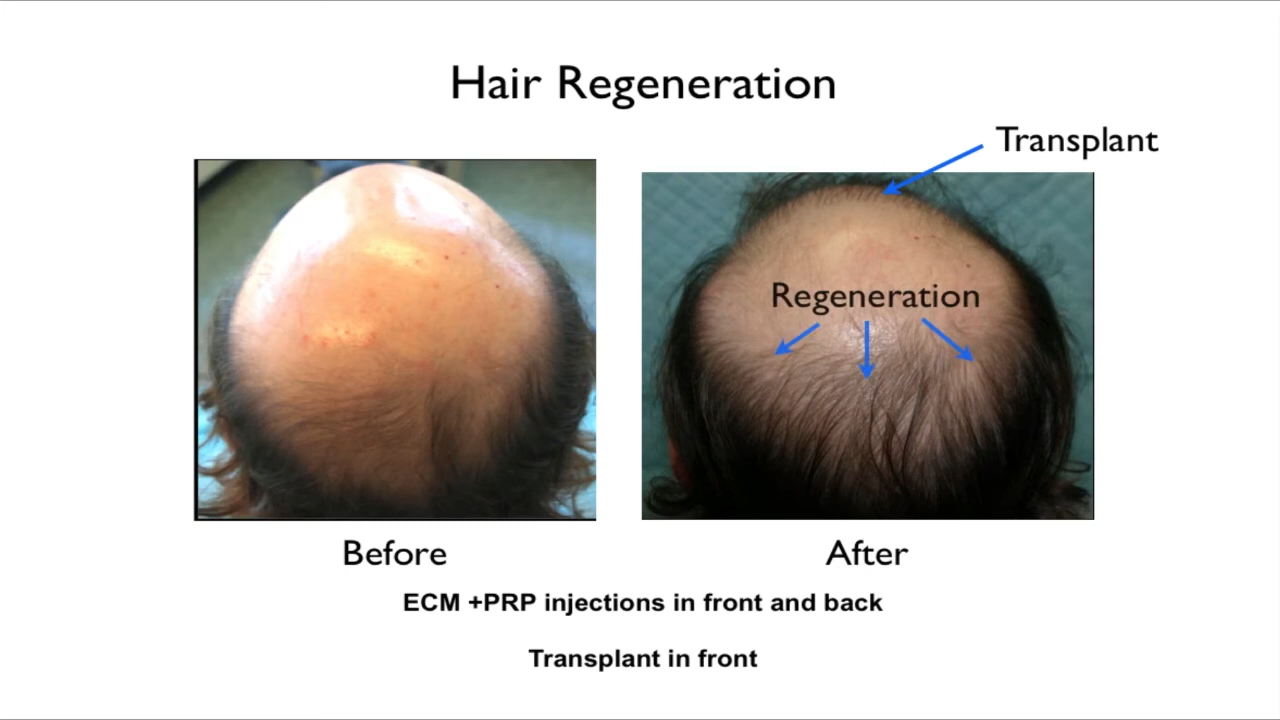 Hair Regeneration
Transplant
Regeneration
Before
After
ECM +PRP injections in front and back
Transplant in front